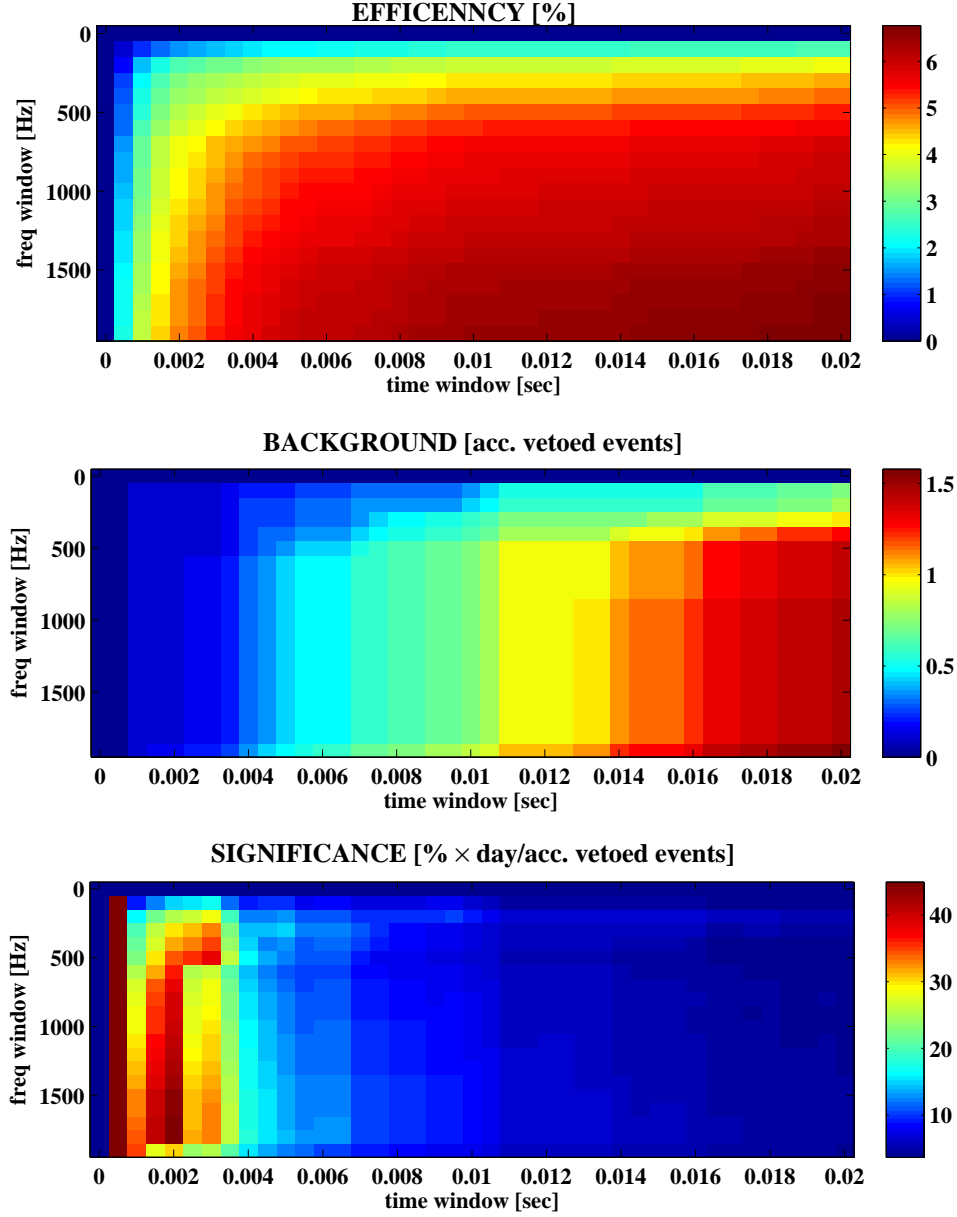 EFFICENNCY [%]
0
500
1000
1500
freq window [Hz]
0 0.002 0.004 0.006 0.008 0.01 0.012 0.014 0.016 0.018 0.02
time window [sec]
6
5
4
3
2
1
0
BACKGROUND [acc. vetoed events]
0
500
1000
1500
freq window [Hz]
0 0.002 0.004 0.006 0.008 0.01 0.012 0.014 0.016 0.018 0.02
time window [sec]
1.5
1
0.5
0
SIGNIFICANCE [% × day/acc. vetoed events]
0
500
1000
1500
freq window [Hz]
0 0.002 0.004 0.006 0.008 0.01 0.012 0.014 0.016 0.018 0.02
time window [sec]
40
30
20
10